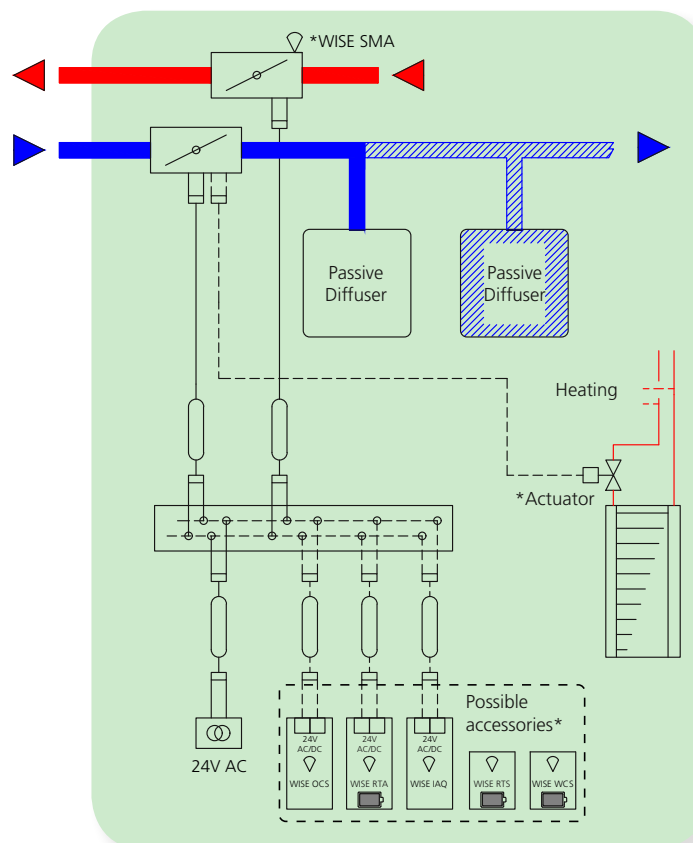 *WISE SMA
Passive
Diffuser
Passive
Diffuser
Heating
*Actuator
Possible
accessories*
24V
AC/DC
24V
AC/DC
24V
AC/DC
24V AC
WISE OCS
WISE RTA
WISE IAQ
WISE RTS
WISE WCS